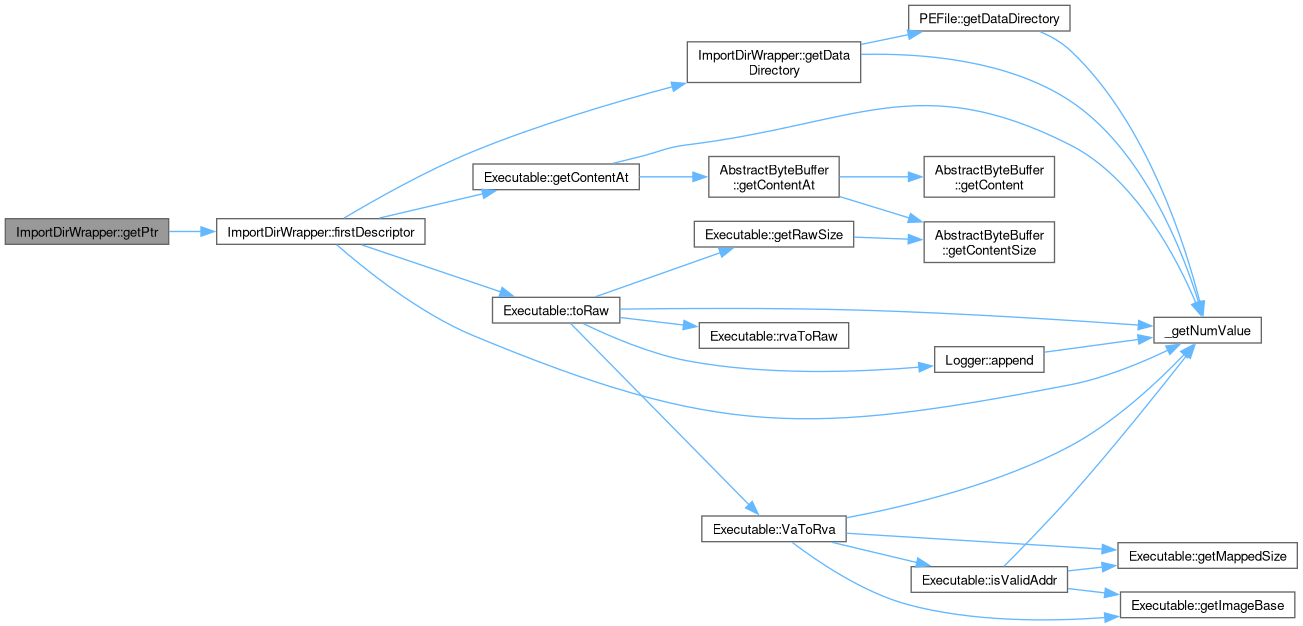 PEFile::getDataDirectory
ImportDirWrapper::getData
Directory
Executable::getContentAt
AbstractByteBuffer
::getContentAt
AbstractByteBuffer
::getContent
ImportDirWrapper::getPtr
ImportDirWrapper::firstDescriptor
Executable::getRawSize
AbstractByteBuffer
::getContentSize
Executable::toRaw
Executable::rvaToRaw
_getNumValue
Logger::append
Executable::VaToRva
Executable::getMappedSize
Executable::isValidAddr
Executable::getImageBase